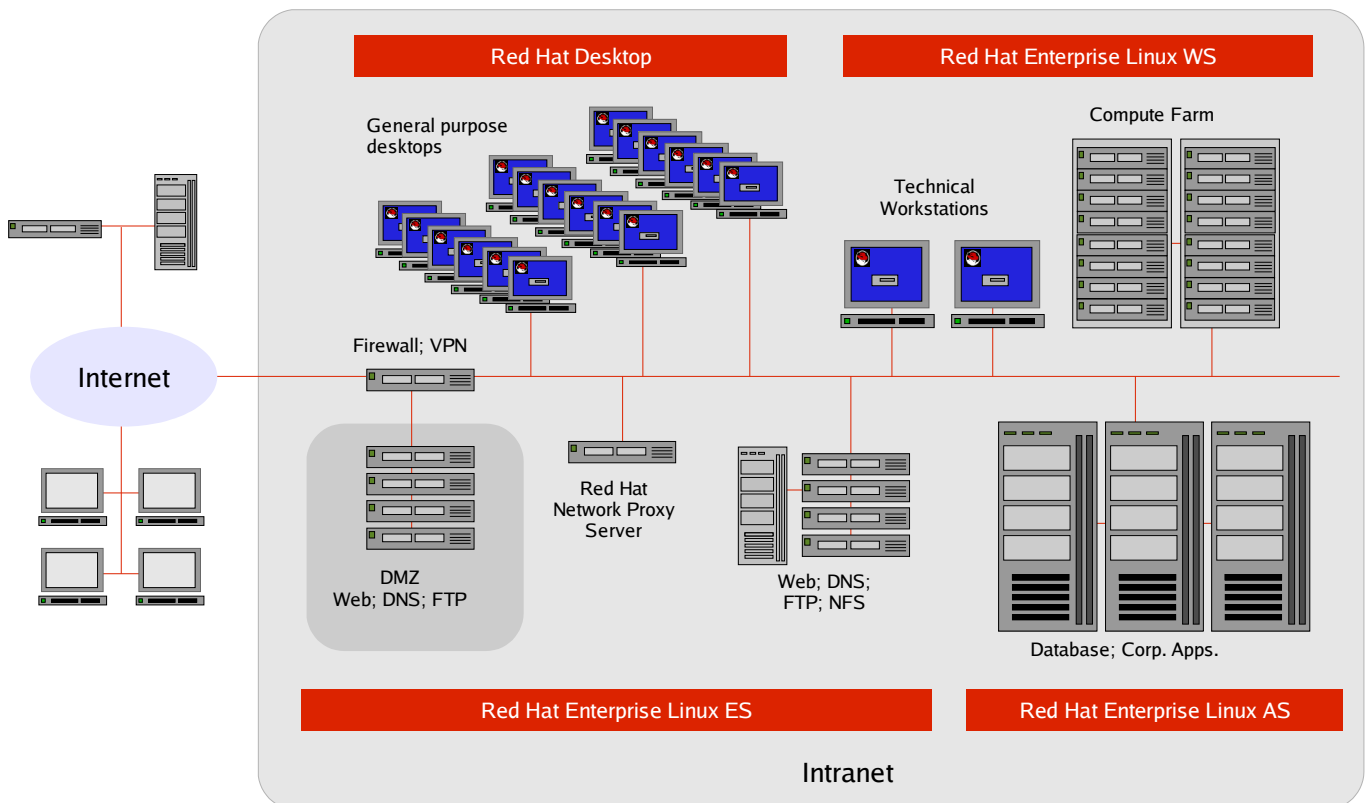 Red Hat Desktop
Red Hat Enterprise Linux WS
General purpose
desktops
Compute Farm
Technical
Workstations
Firewall; VPN
Internet
Red Hat
Network Proxy
Server
DMZ
Web; DNS; FTP
Web; DNS;
FTP; NFS
Database; Corp. Apps.
Red Hat Enterprise Linux ES
Red Hat Enterprise Linux AS
Intranet